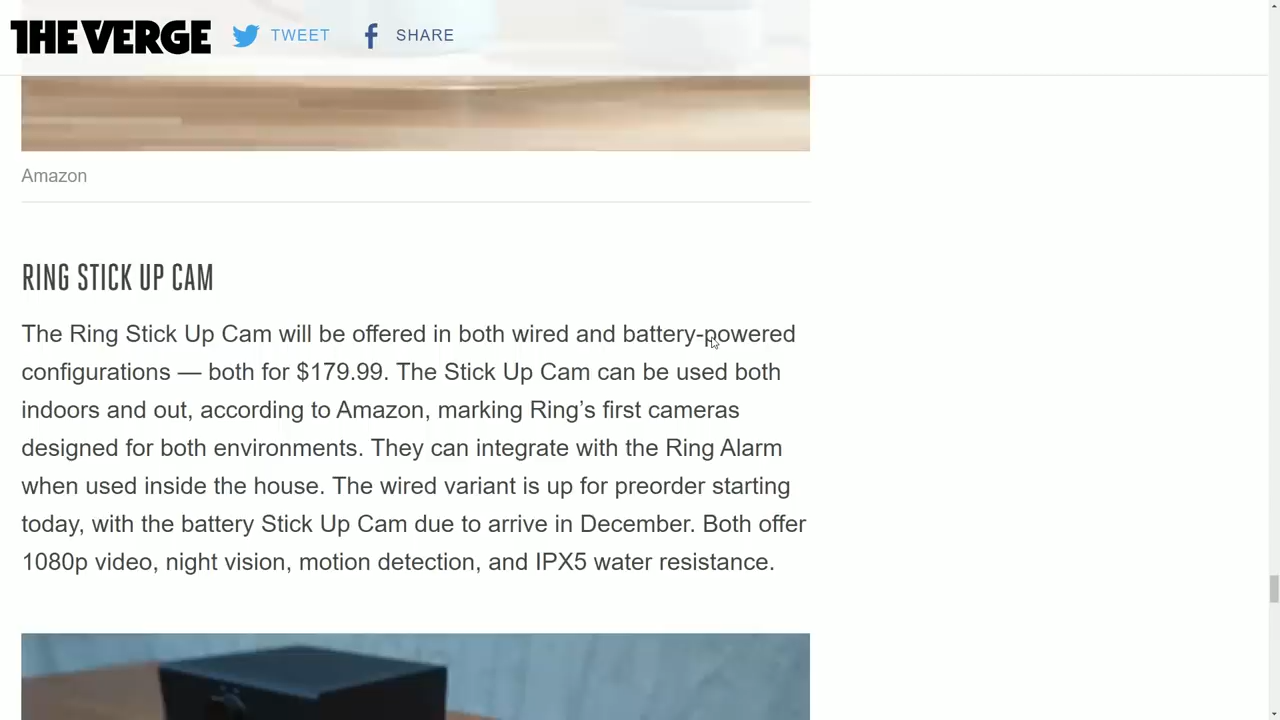 THE VERGE TWEET SHARE
Amazon
RING STICK UP CAM
The Ring Stick Up Cam will be offered in both wired and battery-powered
configurations — both for $179.99. The Stick Up Cam can be used both
indoors and out, according to Amazon, marking Ring’s first cameras
designed for both environments. They can integrate with the Ring Alarm
when used inside the house. The wired variant is up for preorder starting
today, with the battery Stick Up Cam due to arrive in December. Both offer
1080p video, night vision, motion detection, and IPX5 water resistance.